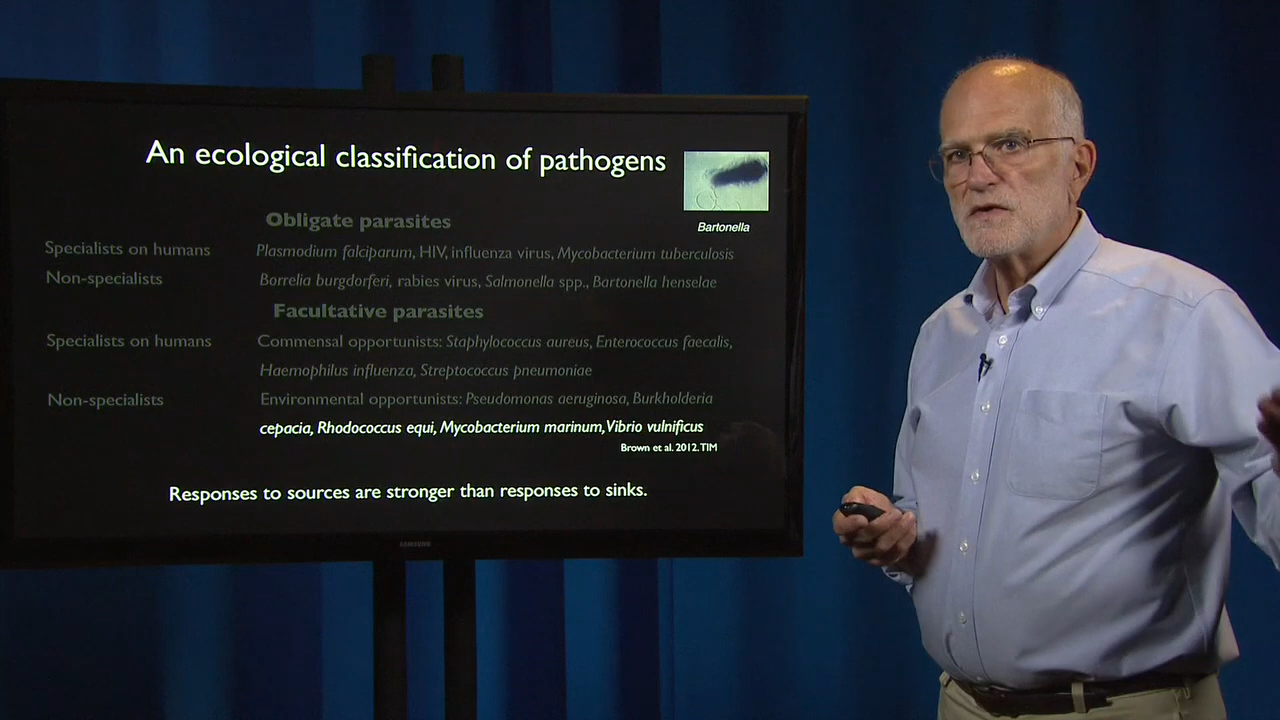 An ecological classification of pathogens
Bartonella
Obligate parasites
Specialists on humans Plasmodium falciparum, HIV, influenza virus, Mycobacterium tuberculosis
Non-specialists Borrelia burgdorferi, rabies virus, Salmonella spp., Bartonella henselae
Facultative parasites
Specialists on humans Commensal opportunists: Staphylococcus aureus, Enterococcus faecalis,
Haemophilus influenza, Streptococcus pneumoniae
Non-specialists Environmental opportunists: Pseudomonas aeruginosa, Burkholderia
cepacia, Rhodococcus equi, Mycobacterium marinum, Vibrio vulnificus
Brown et al. 2012. TIM
Responses to sources are stronger than responses to sinks.
SAMSUNG